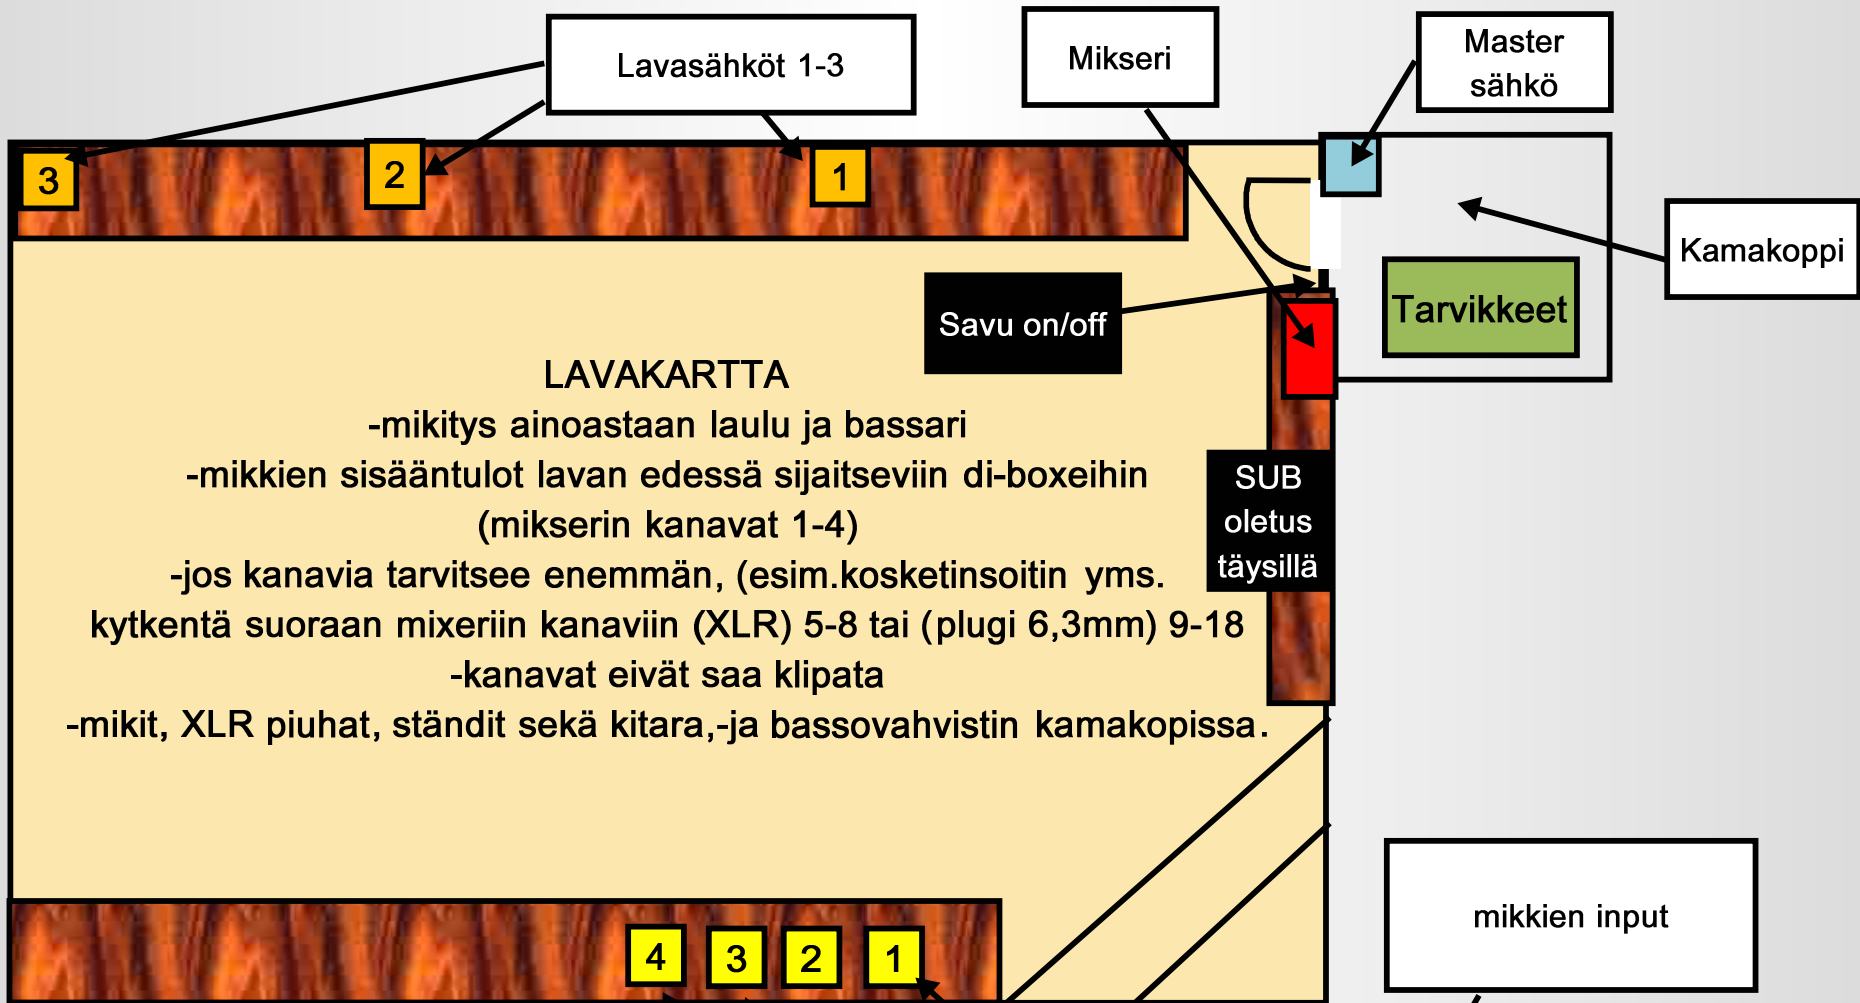 Lavasähköt 1-3
Mikseri
Master
sähkö
3
2
1
Kamakoppi
Tarvikkeet
Savu on/off
LAVAKARTTA
-mikitys ainoastaan laulu ja bassari
-mikkien sisääntulot lavan edessä sijaitseviin di-boxeihin
(mikserin kanavat 1-4)
-jos kanavia tarvitsee enemmän, (esim.kosketinsoitin yms.
kytkentä suoraan mixeriin kanaviin (XLR) 5-8 tai (plugi 6,3mm) 9-18
-kanavat eivät saa klipata
-mikit, XLR piuhat, ständit sekä kitara,-ja bassovahvistin kamakopissa.
SUB
oletus
täysillä
mikkien input
4
3
2
1